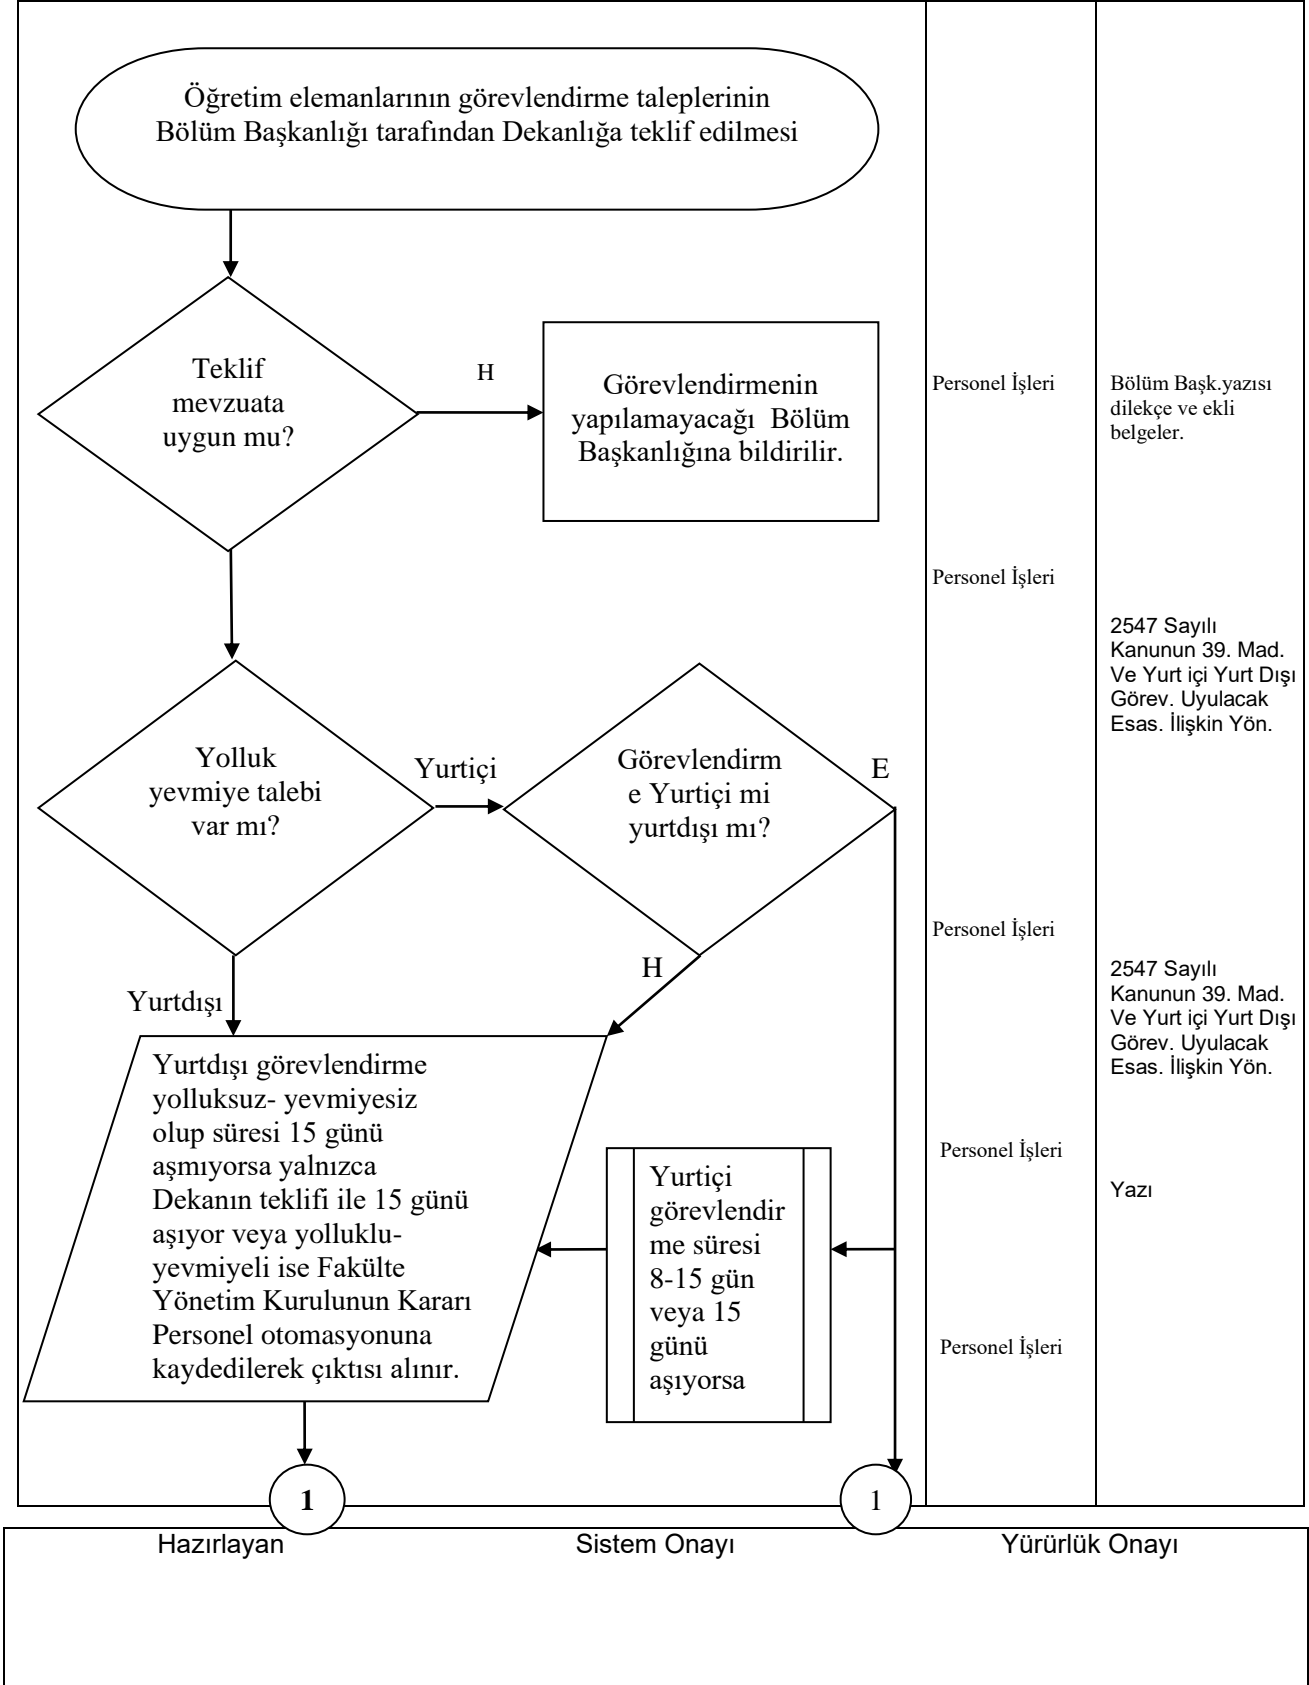 Öğretim elemanlarının görevlendirme taleplerinin
Bölüm Başkanlığı tarafından Dekanlığa teklif edilmesi
Teklif
mevzuata
uygun mu?
H
Görevlendirmenin
yapılamayacağı Bölüm
Başkanlığına bildirilir.
Personel İşleri
Bölüm Başk.yazısı
dilekçe ve ekli
belgeler.
Personel İşleri
2547 Sayılı
Kanunun 39. Mad.
Ve Yurt içi Yurt Dışı
Görev. Uyulacak
Esas. İlişkin Yön.
Yolluk
yevmiye talebi
var mı?
Yurtiçi
Görevlendirm
e Yurtiçi mi
yurtdışı mı?
E
Personel İşleri
H
Yurtdışı
2547 Sayılı
Kanunun 39. Mad.
Ve Yurt içi Yurt Dışı
Görev. Uyulacak
Esas. İlişkin Yön.
Yurtdışı görevlendirme
yolluksuz- yevmiyesiz
olup süresi 15 günü
aşmıyorsa yalnızca
Dekanın teklifi ile 15 günü
aşıyor veya yolluklu-
yevmiyeli ise Fakülte
Yönetim Kurulunun Kararı
Personel otomasyonuna
kaydedilerek çıktısı alınır.
Yurtiçi
görevlendir
me süresi
8-15 gün
veya 15
günü
aşıyorsa
Personel İşleri
Yazı
Personel İşleri
1
1
Hazırlayan
Sistem Onayı
Yürürlük Onayı